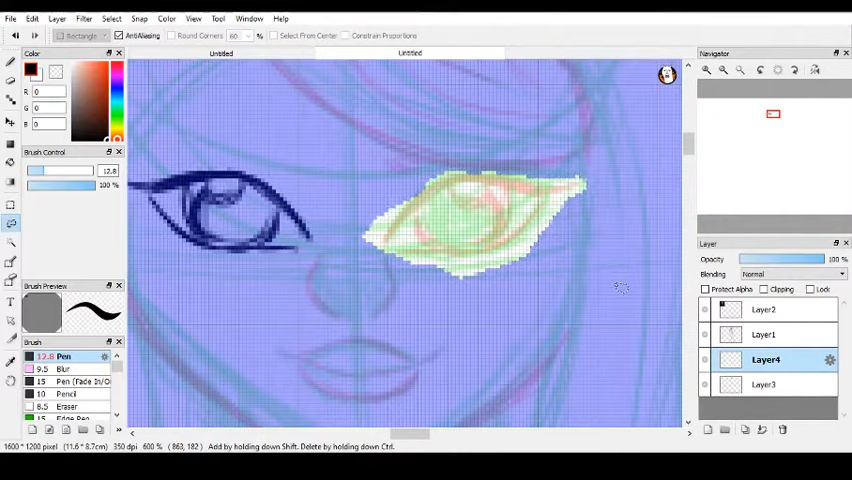 File Edit Layer Filter Select Snap Color View Tool Window Help
Rectangle AntiAliasing Round Corners 60 % Select From Center Constrain Proportions
Color
Untitled Untitled
Navigator
R 0
G 0
B 0
Brush Control
12.8
100 %
Brush Preview
Brush
12.8 Pen
9.5 Blur
15 Pen (Fade In/O
10 Pencil
8.5 Eraser
15 Edge Pen
Layer
Opacity 100 %
Blending Normal
Protect Alpha Clipping Lock
Layer2
Layer1
Layer4
Layer3
1600 * 1200 pixel (11.6 * 8.7cm) 350 dpi 600 % ( 863, 182 ) Add by holding down Shift. Delete by holding down Ctrl.